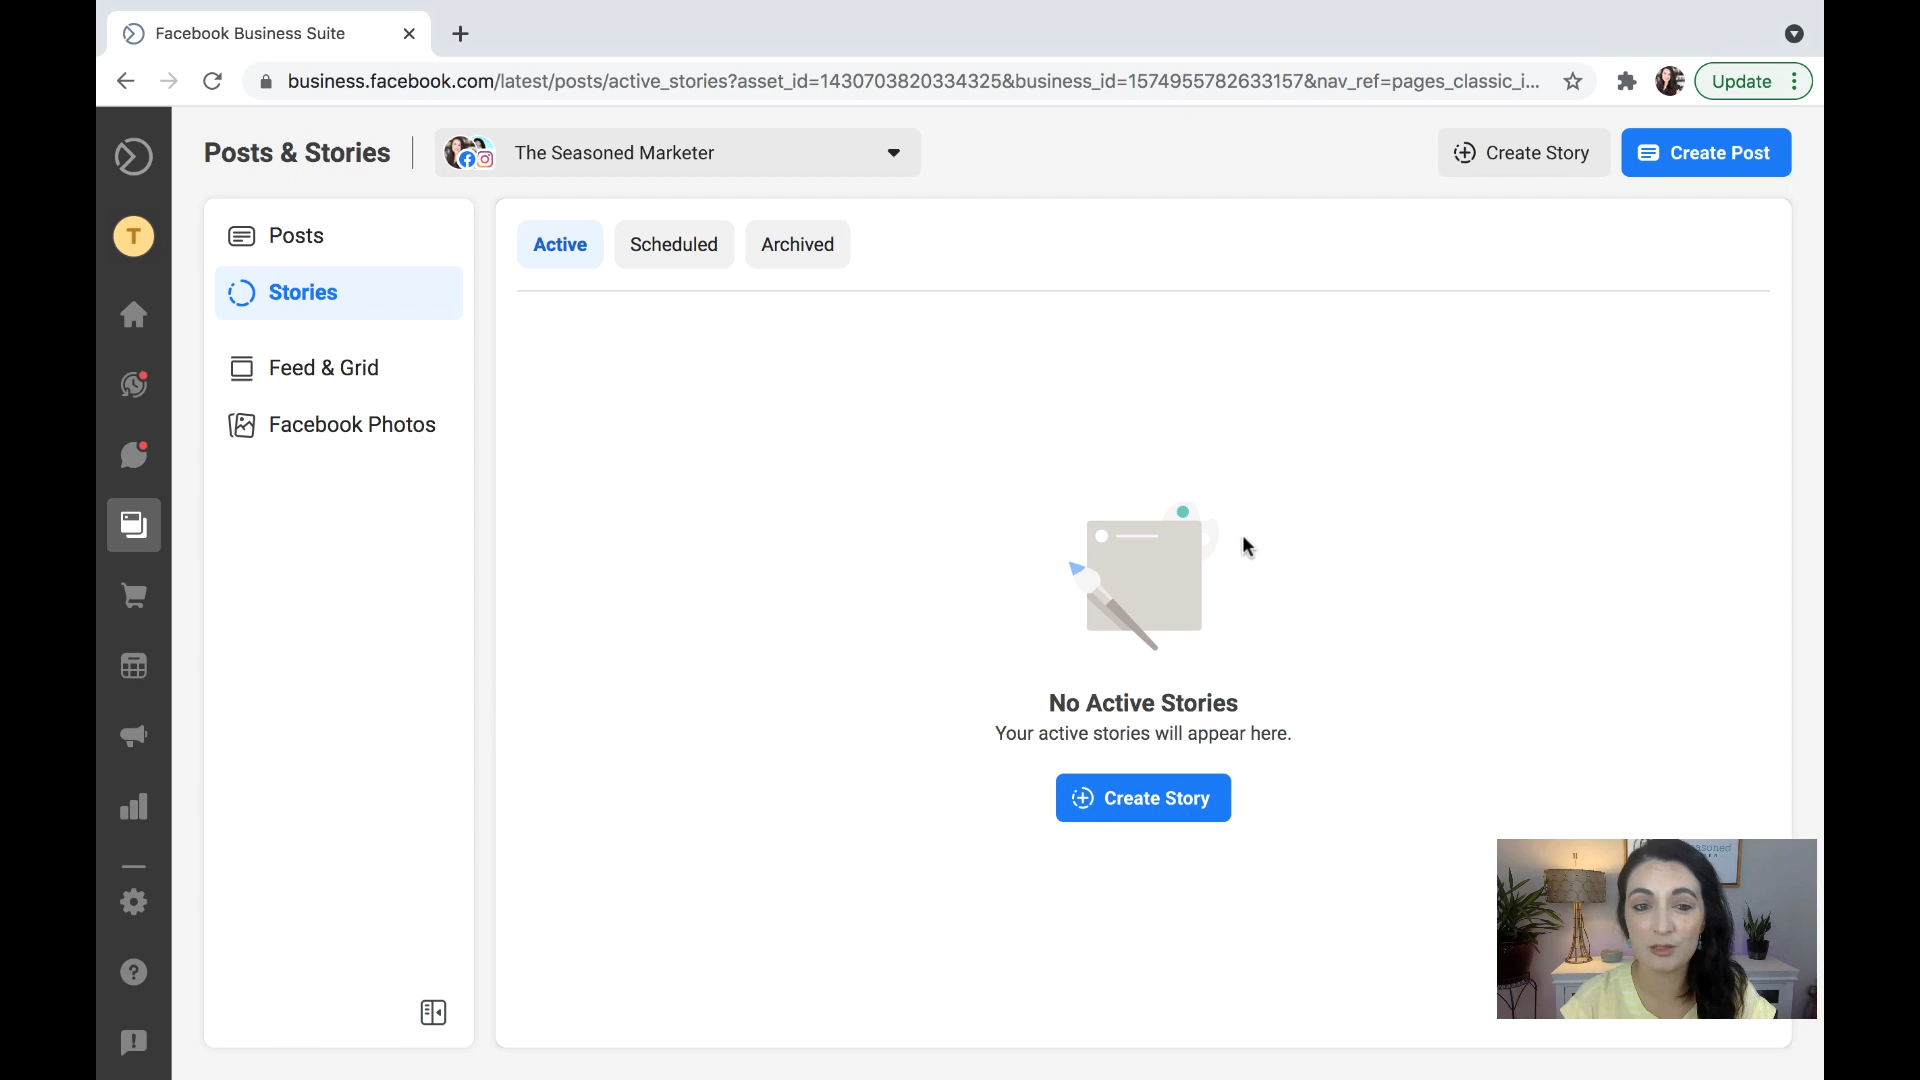 Facebook Business Suite
business.facebook.com/latest/posts/active_stories?asset_id=1430703820334325&business_id=1574955782633157&nav_ref=pages_classic_i...
Update
Posts & Stories
The Seasoned Marketer
Create Story
Create Post
T
Posts
Stories
Feed & Grid
Facebook Photos
Active
Scheduled
Archived
No Active Stories
Your active stories will appear here.
Create Story